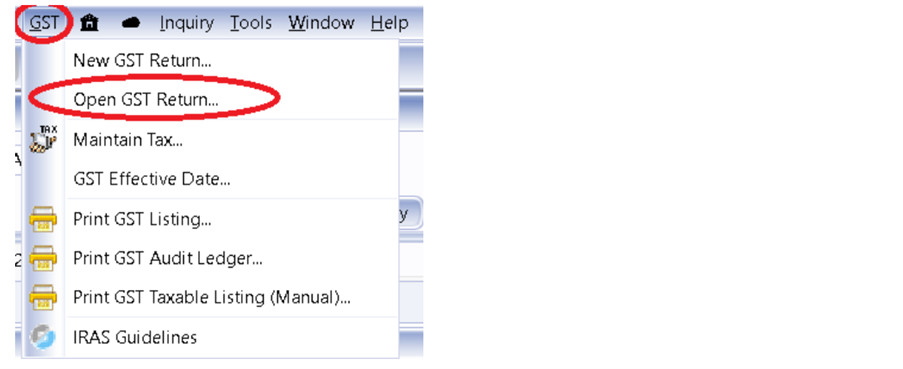 GST Inquiry Tools Window Help
New GST Return...
Open GST Return...
TAX
Maintain Tax...
GST Effective Date...
y
Print GST Listing...
2
Print GST Audit Ledger...
Print GST Taxable Listing (Manual)...
IRAS Guidelines